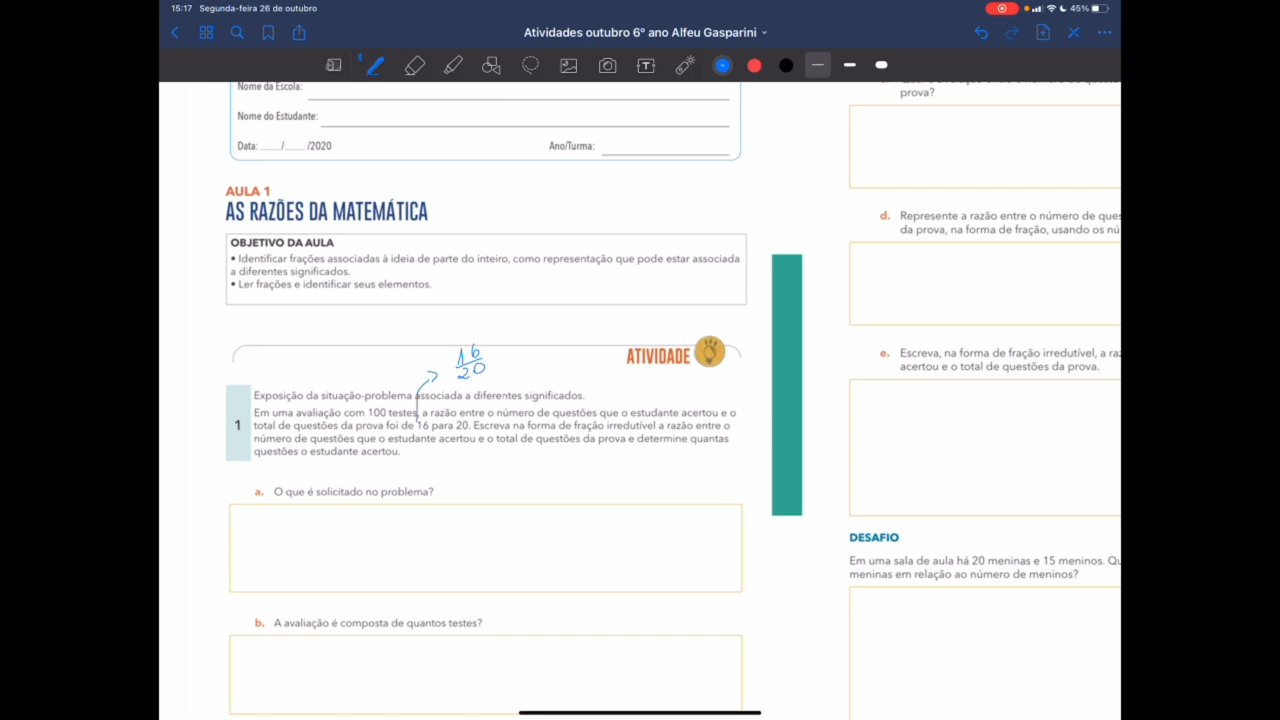 15:17 Segunda-feira 26 de outubro
45%
Atividades outubro 6º ano Alfeu Gasparini
Nome da Escola:
Nome do Estudante:
Data: ____/____ /2020 Ano/Turma:
AULA 1
AS RAZÕES DA MATEMÁTICA
OBJETIVO DA AULA
• Identificar frações associadas à ideia de parte do inteiro, como representação que pode estar associada
a diferentes significados.
• Ler frações e identificar seus elementos.
16
20
ATIVIDADE
1
Exposição da situação-problema associada a diferentes significados.
Em uma avaliação com 100 testes, a razão entre o número de questões que o estudante acertou e o
total de questões da prova foi de 16 para 20. Escreva na forma de fração irredutível a razão entre o
número de questões que o estudante acertou e o total de questões da prova e determine quantas
questões o estudante acertou.
a. O que é solicitado no problema?
b. A avaliação é composta de quantos testes?
prova?
d. Represente a razão entre o número de ques
da prova, na forma de fração, usando os nú
e. Escreva, na forma de fração irredutível, a ra
acertou e o total de questões da prova.
DESAFIO
Em uma sala de aula há 20 meninas e 15 meninos. Qu
meninas em relação ao número de meninos?